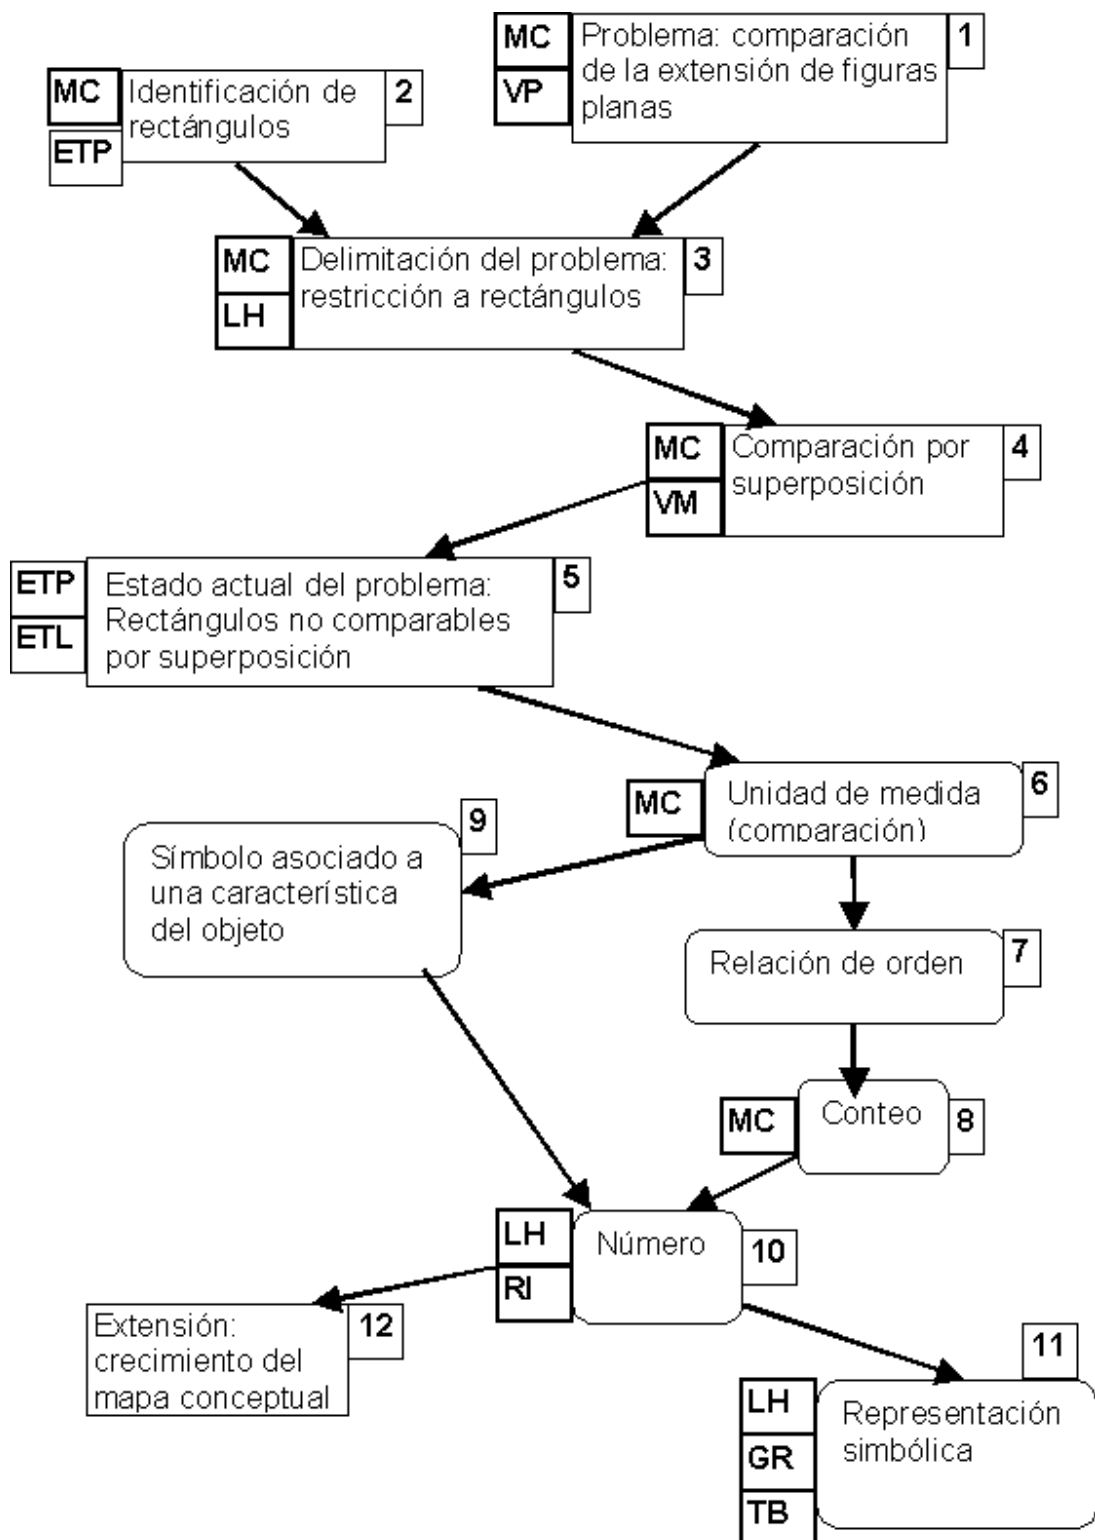 MC
VP
Problema: comparación
de la extensión de figuras
planas
1
MC
ETP
Identificación de
rectángulos
2
MC
LH
Delimitación del problema:
restricción a rectángulos
3
MC
VM
Comparación por
superposición
4
ETP
ETL
Estado actual del problema:
Rectángulos no comparables
por superposición
5
MC
Unidad de medida
(comparación)
6
Símbolo asociado a
una característica
del objeto
9
Relación de orden
7
MC
Conteo
8
LH
RI
Número
10
Extensión:
crecimiento del
mapa conceptual
12
11
LH
GR
TB
Representación
simbólica